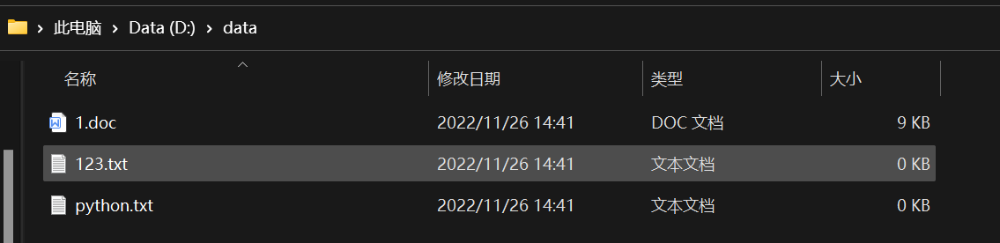 此电脑 › Data (D:) › data
名称 修改日期 类型 大小
1.doc 2022/11/26 14:41 DOC 文档 9 KB
123.txt 2022/11/26 14:41 文本文档 0 KB
python.txt 2022/11/26 14:41 文本文档 0 KB